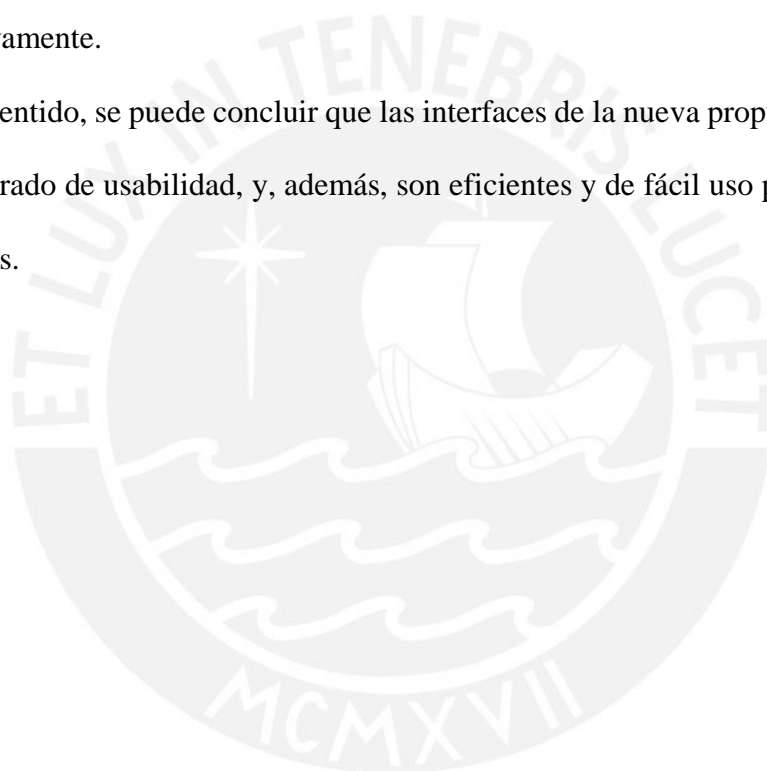 vamente.
entido, se puede concluir que las interfaces de la nueva prop
rado de usabilidad, y, además, son eficientes y de fácil uso p
s.
ET LUX IN TENEBRIS LUCET
MCMXVII